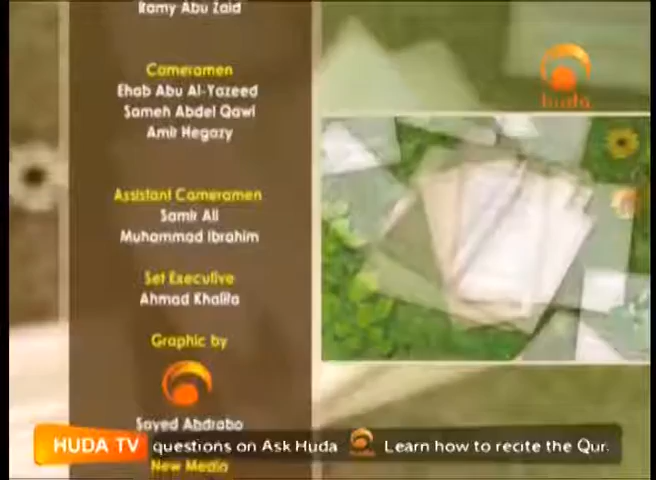 Ramy Abu Zaid
Cameramen
Ehab Abu Al-Yazeed
Sameh Abdel Qawi
Amir Hegazy
Assistant Cameramen
Samir Ali
Muhammad Ibrahim
Set Executive
Ahmad Khalifa
Graphic by
Sayed Abdrabo
New Media
huda
HUDA TV
questions on Ask Huda
Learn how to recite the Qur